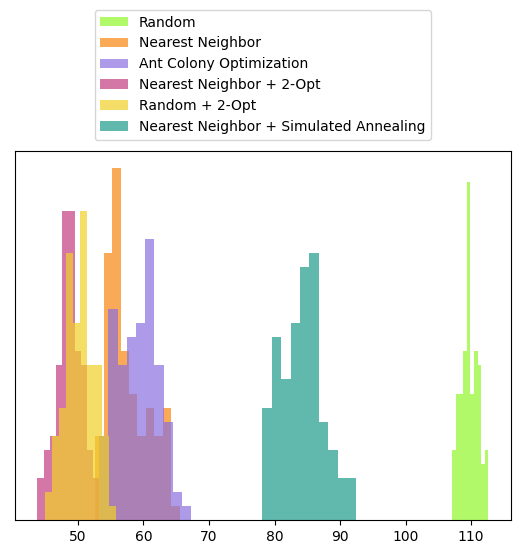 Random
Nearest Neighbor
Ant Colony Optimization
Nearest Neighbor + 2-Opt
Random + 2-Opt
Nearest Neighbor + Simulated Annealing
50 60 70 80 90 100 110